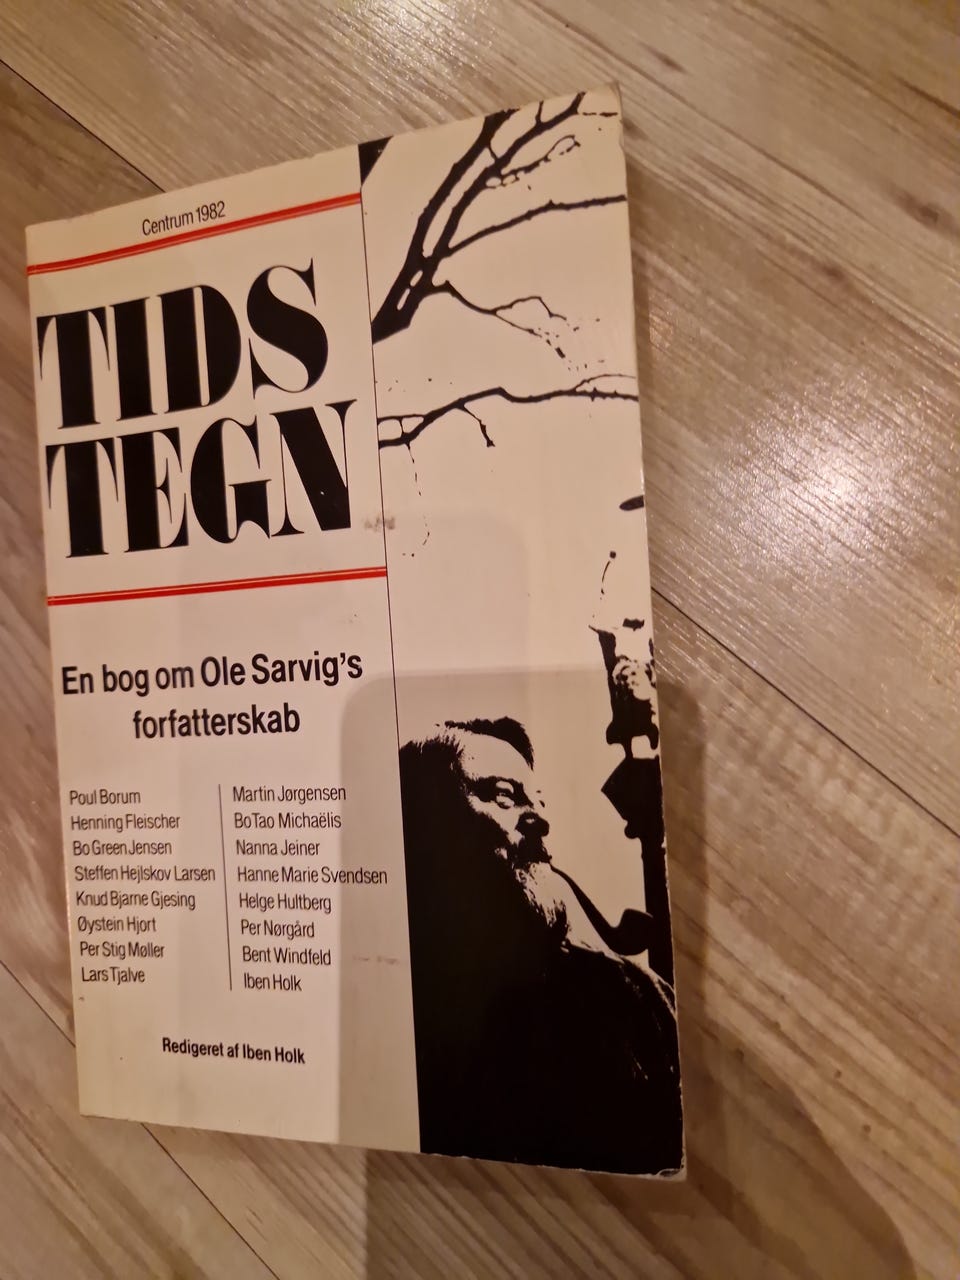 Centrum 1982
TIDS
TEGN
En bog om Ole Sarvig's
forfatterskab
Poul Borum
Henning Fleischer
Bo Green Jensen
Steffen Hejlskov Larsen
Knud Bjarne Gjesing
Øystein Hjort
Per Stig Møller
Lars Tjalve
Martin Jørgensen
Bo Tao Michaëlis
Nanna Jeiner
Hanne Marie Svendsen
Helge Hultberg
Per Nørgård
Bent Windfeld
Iben Holk
Redigeret af Iben Holk